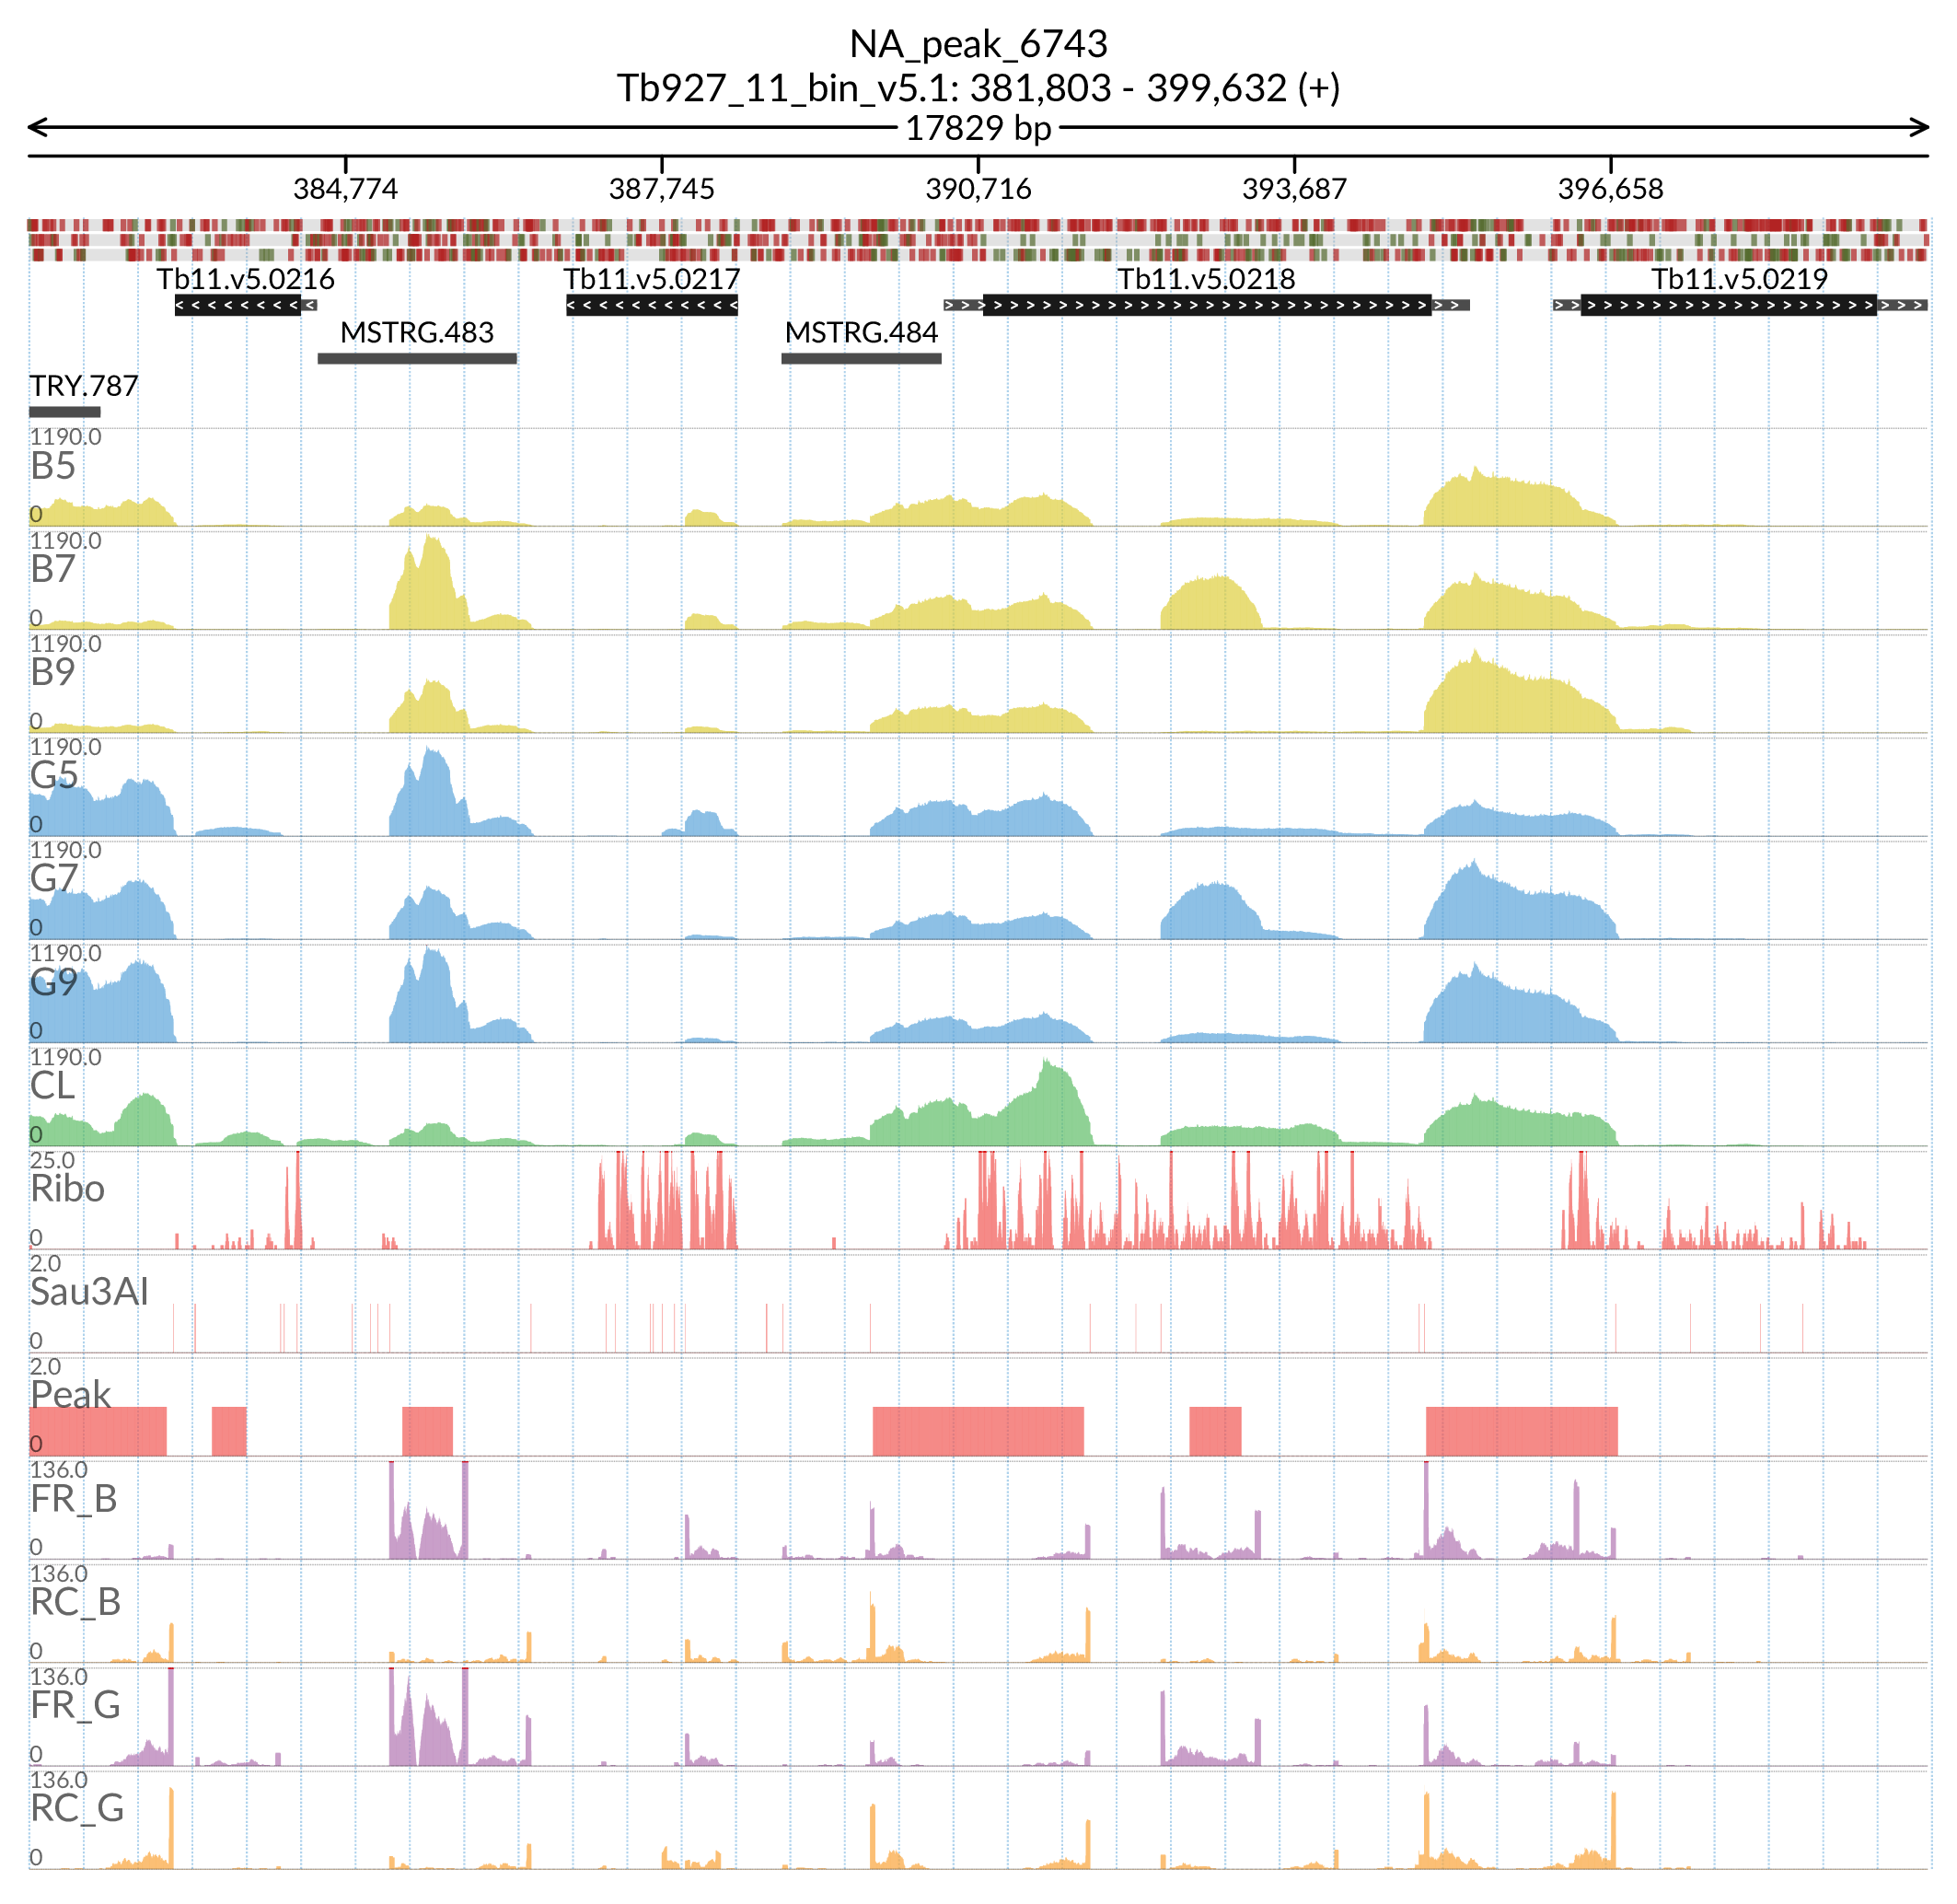 NA_peak_6743
Tb927_11_bin_v5.1: 381,803 - 399,632 (+)
17829 bp
384,774 387,745 390,716 393,687 396,658
Tb11.v5.0216 Tb11.v5.0217 Tb11.v5.0218 Tb11.v5.0219
MSTRG.483 MSTRG.484
TRY.787
1190.0
B5
0
1190.0
B7
0
1190.0
B9
0
1190.0
G5
0
1190.0
G7
0
1190.0
G9
0
1190.0
CL
0
25.0
Ribo
0
2.0
Sau3AI
0
2.0
Peak
0
136.0
FR_B
0
136.0
RC_B
0
136.0
FR_G
0
136.0
RC_G
0